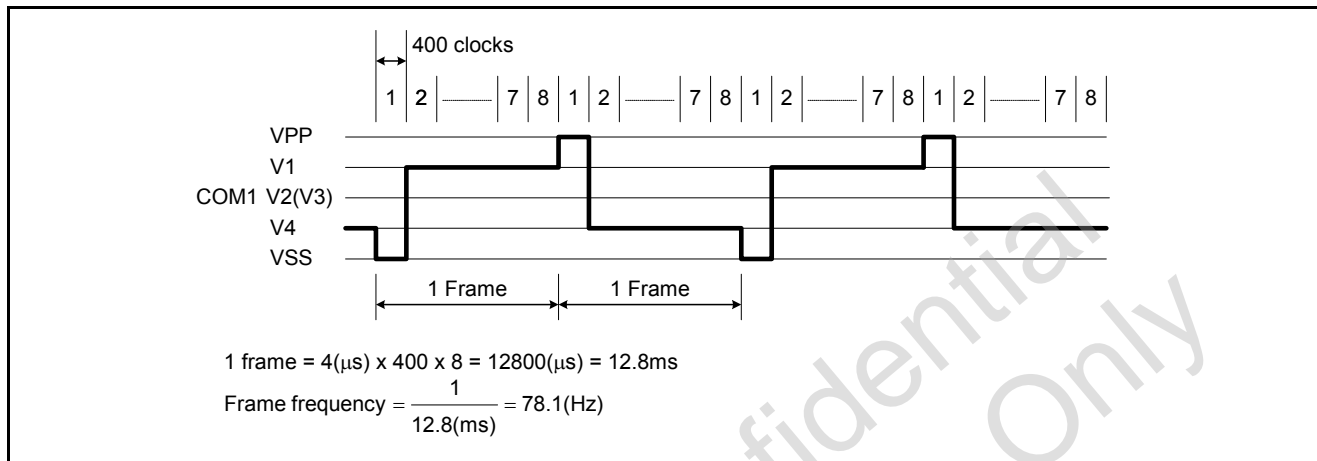 400 clocks
1 2 7 8 1 2 7 8 1 2 7 8 1 2 7 8
VPP
V1
COM1 V2(V3)
V4
VSS
1 Frame 1 Frame
1 frame = 4(μs) x 400 x 8 = 12800(μs) = 12.8ms
Frame frequency = 1 / 12.8(ms) = 78.1(Hz)
fidential
Only